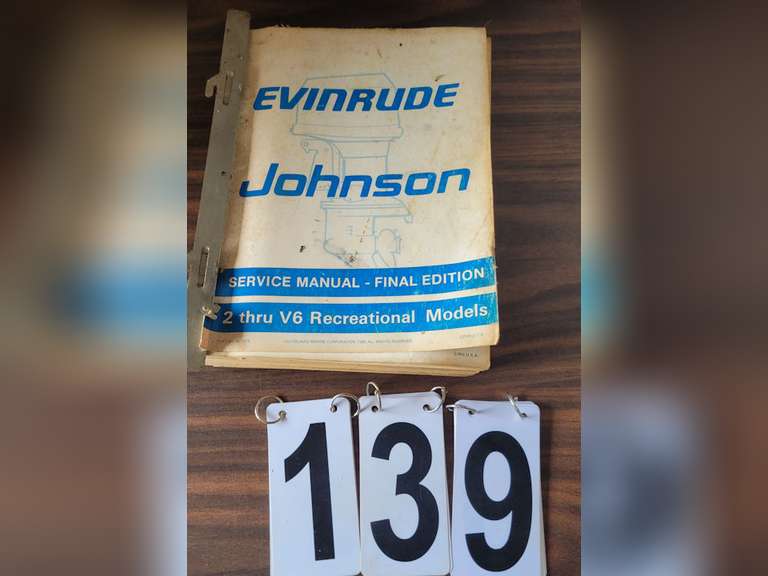 EVINRUDE
Johnson
SERVICE MANUAL - FINAL EDITION
2 thru V6 Recreational Models
139